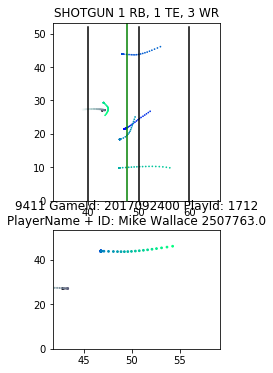 SHOTGUN 1 RB, 1 TE, 3 WR
50
40
30
20
10
0
40 50 60
9411 GameId: 2017092400 PlayId: 1712
PlayerName + ID: Mike Wallace 2507763.0
40
20
0
45 50 55